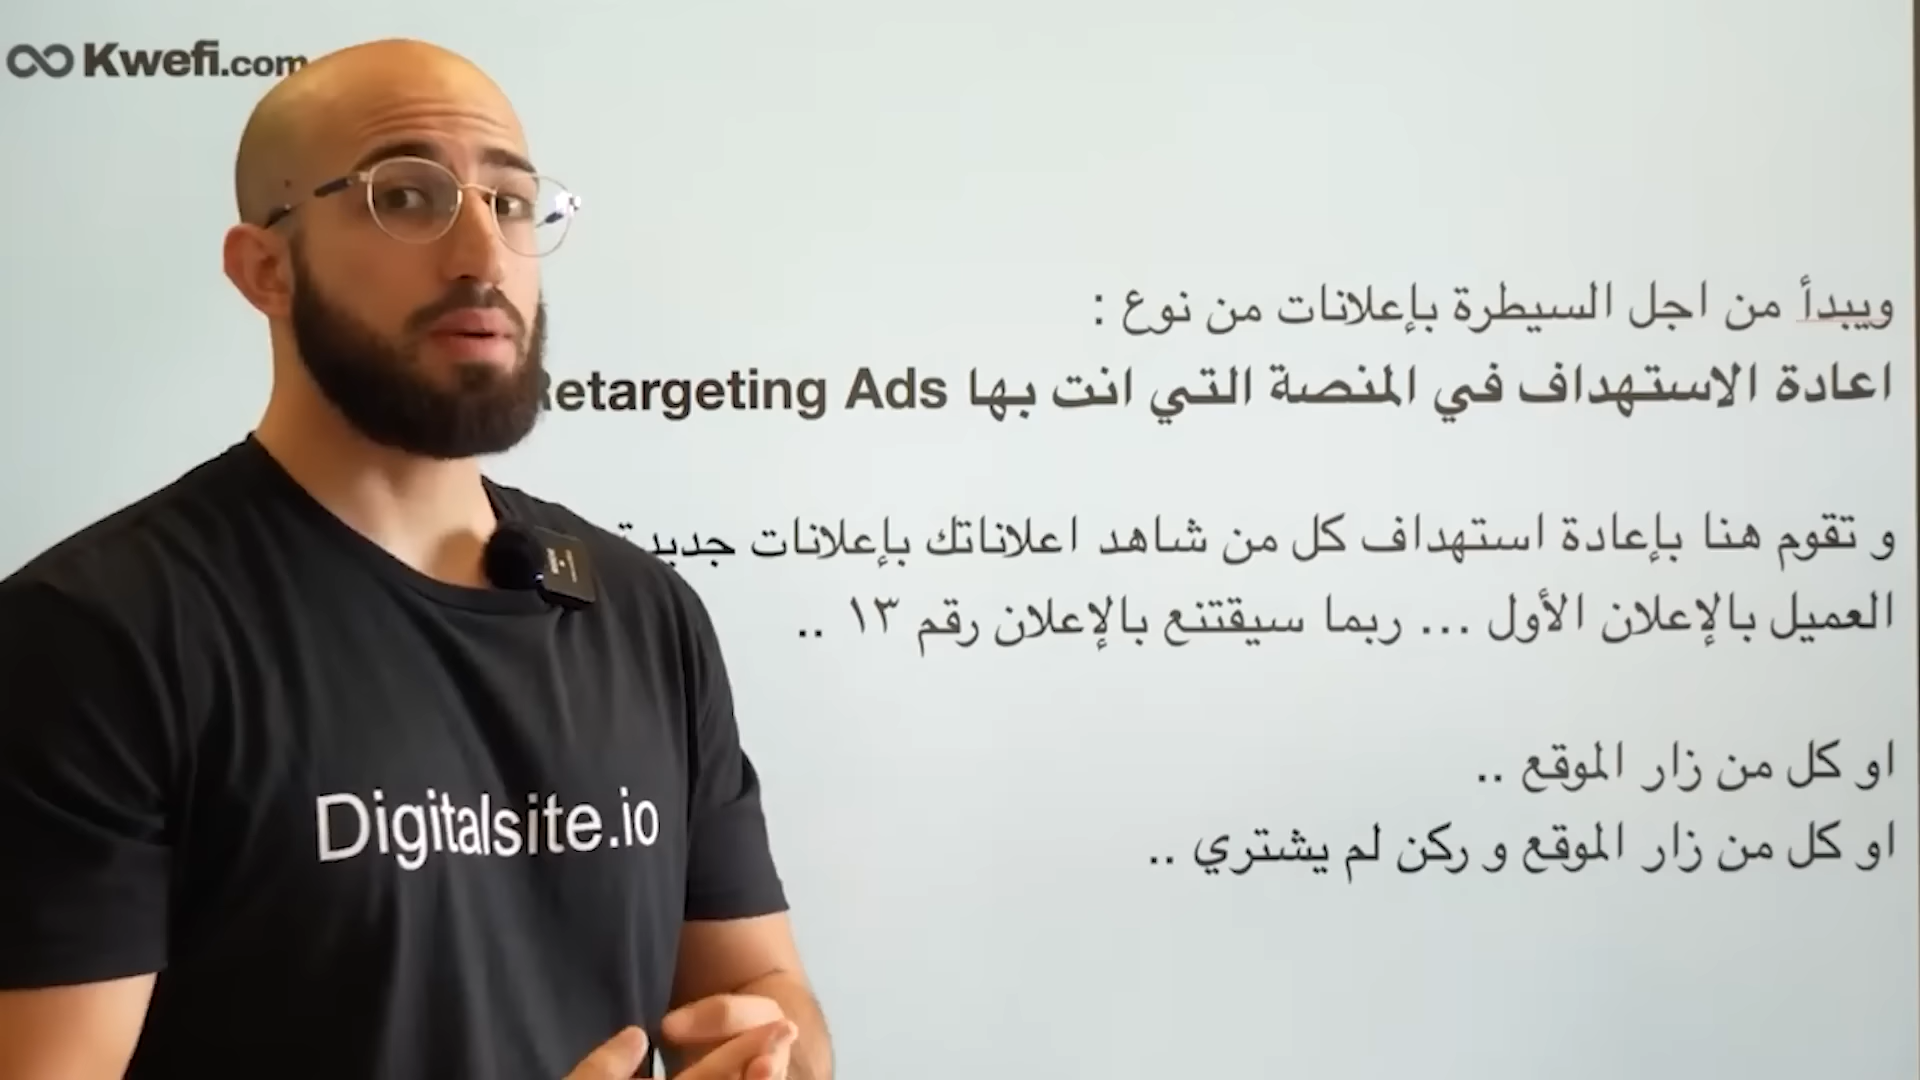 Kwefi.com
ويبدأ من اجل السيطرة بإعلانات من نوع :
اعادة الاستهداف في المنصة التي انت بها Retargeting Ads
و تقوم هنا بإعادة استهداف كل من شاهد اعلاناتك بإعلانات جديدة
العميل بالإعلان الأول ... ربما سيقتنع بالإعلان رقم ١٣ ..
او كل من زار الموقع ..
او كل من زار الموقع و ركن لم يشتري ..
Digitalsite.io